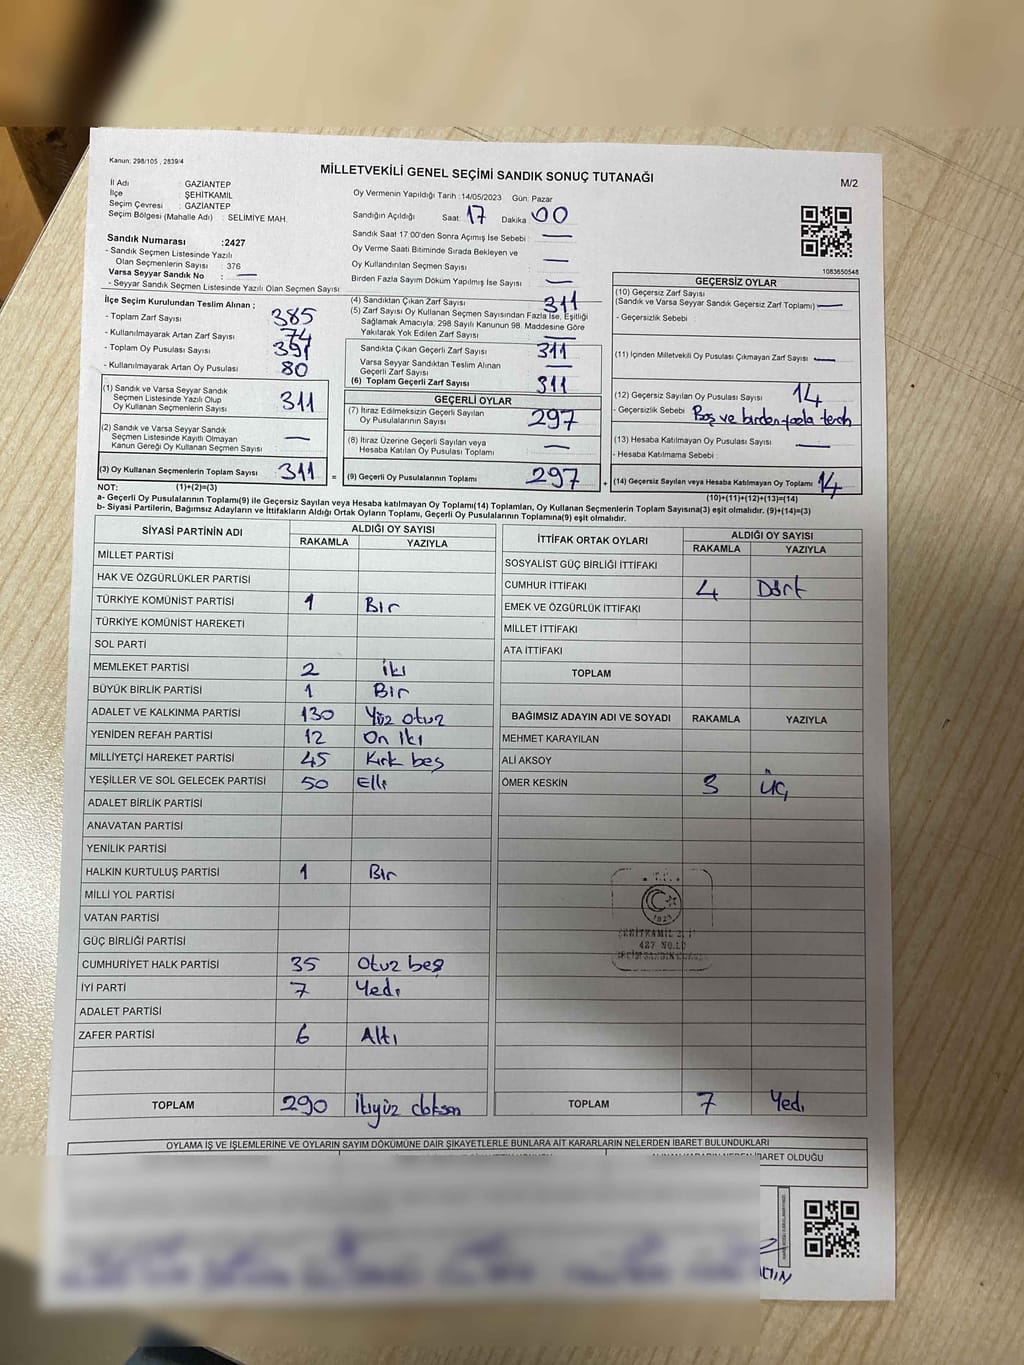 Kanun: 298/105 , 2839/4
MİLLETVEKİLİ GENEL SEÇİMİ SANDIK SONUÇ TUTANAĞI
M/2
İl Adı : GAZİANTEP
İlçe : ŞEHİTKAMİL
Seçim Çevresi : GAZİANTEP
Seçim Bölgesi (Mahalle Adı) : SELİMİYE MAH.
Oy Vermenin Yapıldığı Tarih :14/05/2023 Gün: Pazar
Sandığın Açıldığı Saat: 17 Dakika: 00
Sandık Saat 17:00'den Sonra Açımış İse Sebebi : —
Oy Verme Saati Bitiminde Sırada Bekleyen ve
Oy Kullandırılan Seçmen Sayısı —
Birden Fazla Sayım Döküm Yapılmış İse Sayısı —
1083650548
Sandık Numarası :2427
- Sandık Seçmen Listesinde Yazılı
Olan Seçmenlerin Sayısı : 376
Varsa Seyyar Sandık No : —
- Seyyar Sandık Seçmen Listesinde Yazılı Olan Seçmen Sayısı
İlçe Seçim Kurulundan Teslim Alınan ;
- Toplam Zarf Sayısı 385
- Kullanılmayarak Artan Zarf Sayısı 74
- Toplam Oy Pusulası Sayısı 391
- Kullanılmayarak Artan Oy Pusulası 80
(1) Sandık ve Varsa Seyyar Sandık
Seçmen Listesinde Yazılı Olup
Oy Kullanan Seçmenlerin Sayısı 311
(2) Sandık ve Varsa Seyyar Sandık
Seçmen Listesinde Kayıtlı Olmayan
Kanun Gereği Oy Kullanan Seçmen Sayısı —
(3) Oy Kullanan Seçmenlerin Toplam Sayısı 311
(4) Sandıktan Çıkan Zarf Sayısı 311
(5) Zarf Sayısı Oy Kullanan Seçmen Sayısından Fazla İse, Eşitliği
Sağlamak Amacıyla, 298 Sayılı Kanunun 98. Maddesine Göre
Yakılarak Yok Edilen Zarf Sayısı —
Sandıkta Çıkan Geçerli Zarf Sayısı 311
Varsa Seyyar Sandıktan Teslim Alınan
Geçerli Zarf Sayısı —
(6) Toplam Geçerli Zarf Sayısı 311
GEÇERLİ OYLAR
(7) İtiraz Edilmeksizin Geçerli Sayılan
Oy Pusulalarının Sayısı 297
(8) İtiraz Üzerine Geçerli Sayılan veya
Hesaba Katılan Oy Pusulası Toplamı —
= (9) Geçerli Oy Pusulalarının Toplamı 297
GEÇERSİZ OYLAR
(10) Geçersiz Zarf Sayısı
(Sandık ve Varsa Seyyar Sandık Geçersiz Zarf Toplamı) —
- Geçersizlik Sebebi :
(11) İçinden Milletvekili Oy Pusulası Çıkmayan Zarf Sayısı —
(12) Geçersiz Sayılan Oy Pusulası Sayısı 14
- Geçersizlik Sebebi : Boş ve birden fazla tercih
(13) Hesaba Katılmayan Oy Pusulası Sayısı —
- Hesaba Katılmama Sebebi :
+ (14) Geçersiz Sayılan veya Hesaba Katılmayan Oy Toplamı 14
NOT: (1)+(2)=(3)
(10)+(11)+(12)+(13)=(14)
a- Geçerli Oy Pusulalarının Toplamı(9) ile Geçersiz Sayılan veya Hesaba katılmayan Oy Toplamı(14) Toplamları, Oy Kullanan Seçmenlerin Toplam Sayısına(3) eşit olmalıdır. (9)+(14)=(3)
b- Siyasi Partilerin, Bağımsız Adayların ve İttifakların Aldığı Ortak Oyların Toplamı, Geçerli Oy Pusulalarının Toplamına(9) eşit olmalıdır.
SİYASİ PARTİNİN ADI ALDIĞI OY SAYISI
RAKAMLA YAZIYLA
MİLLET PARTİSİ
HAK VE ÖZGÜRLÜKLER PARTİSİ
TÜRKİYE KOMÜNİST PARTİSİ 1 Bir
TÜRKİYE KOMÜNİST HAREKETİ
SOL PARTİ
MEMLEKET PARTİSİ 2 İki
BÜYÜK BİRLİK PARTİSİ 1 Bir
ADALET VE KALKINMA PARTİSİ 130 Yüz otuz
YENİDEN REFAH PARTİSİ 12 On iki
MİLLİYETÇİ HAREKET PARTİSİ 45 Kırk beş
YEŞİLLER VE SOL GELECEK PARTİSİ 50 Elli
ADALET BİRLİK PARTİSİ
ANAVATAN PARTİSİ
YENİLİK PARTİSİ
HALKIN KURTULUŞ PARTİSİ 1 Bir
MİLLİ YOL PARTİSİ
VATAN PARTİSİ
GÜÇ BİRLİĞİ PARTİSİ
CUMHURİYET HALK PARTİSİ 35 Otuz beş
İYİ PARTİ 7 Yedi
ADALET PARTİSİ
ZAFER PARTİSİ 6 Altı
TOPLAM 290 İkiyüz doksan
İTTİFAK ORTAK OYLARI ALDIĞI OY SAYISI
RAKAMLA YAZIYLA
SOSYALİST GÜÇ BİRLİĞİ İTTİFAKI
CUMHUR İTTİFAKI 4 Dört
EMEK VE ÖZGÜRLÜK İTTİFAKI
MİLLET İTTİFAKI
ATA İTTİFAKI
TOPLAM
BAĞIMSIZ ADAYIN ADI VE SOYADI RAKAMLA YAZIYLA
MEHMET KARAYILAN
ALİ AKSOY
ÖMER KESKİN 3 Üç
T.C.
1923
ŞEHİTKAMİL 2. İ
427 NO.LU
TOPLAM 7 Yedi
OYLAMA İŞ VE İŞLEMLERİNE VE OYLARIN SAYIM DÖKÜMÜNE DAİR ŞİKAYETLERLE BUNLARA AİT KARARLARIN NELERDEN İBARET BULUNDUKLARI
ALINAN KARARIN NEDEN İBARET OLDUĞU